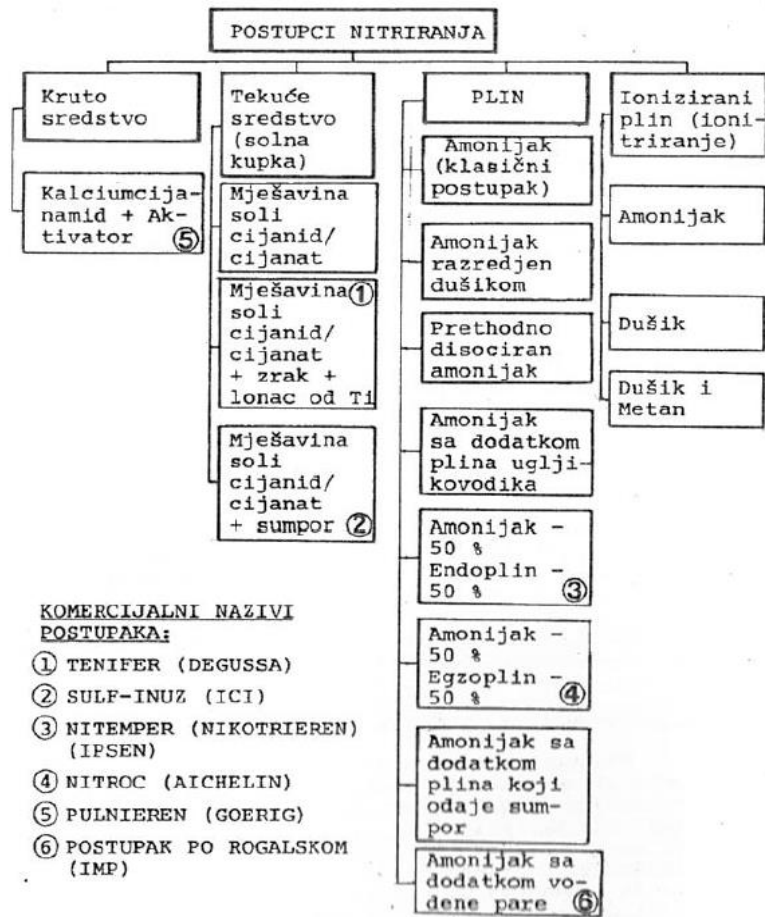 POSTUPCI NITRIRANJA
Kruto
sredstvo
Kalciumcija-
namid + Ak-
tivator ⑤
Tekuće
sredstvo
(solna
kupka)
Mješavina
soli
cijanid/
cijanat
Mješavina ①
soli
cijanid/
cijanat
+ zrak +
lonac od Ti
Mješavina
soli
cijanid/
cijanat
+ sumpor ②
PLIN
Amonijak
(klasični
postupak)
Amonijak
razredjen
dušikom
Prethodno
disociran
amonijak
Amonijak
sa dodatkom
plina uglji-
kovodika
Amonijak -
50 %
Endoplin -
50 % ③
Amonijak -
50 %
Egzoplin -
50 % ④
Amonijak sa
dodatkom
plina koji
odaje sum-
por
Amonijak sa
dodatkom vo-
dene pare ⑥
Ionizirani
plin (ioni-
triranje)
Amonijak
Dušik
Dušik i
Metan
KOMERCIJALNI NAZIVI
POSTUPAKA:
① TENIFER (DEGUSSA)
② SULF-INUZ (ICI)
③ NITEMPER (NIKOTRIEREN)
(IPSEN)
④ NITROC (AICHELIN)
⑤ PULNIEREN (GOERIG)
⑥ POSTUPAK PO ROGALSKOM
(IMP)